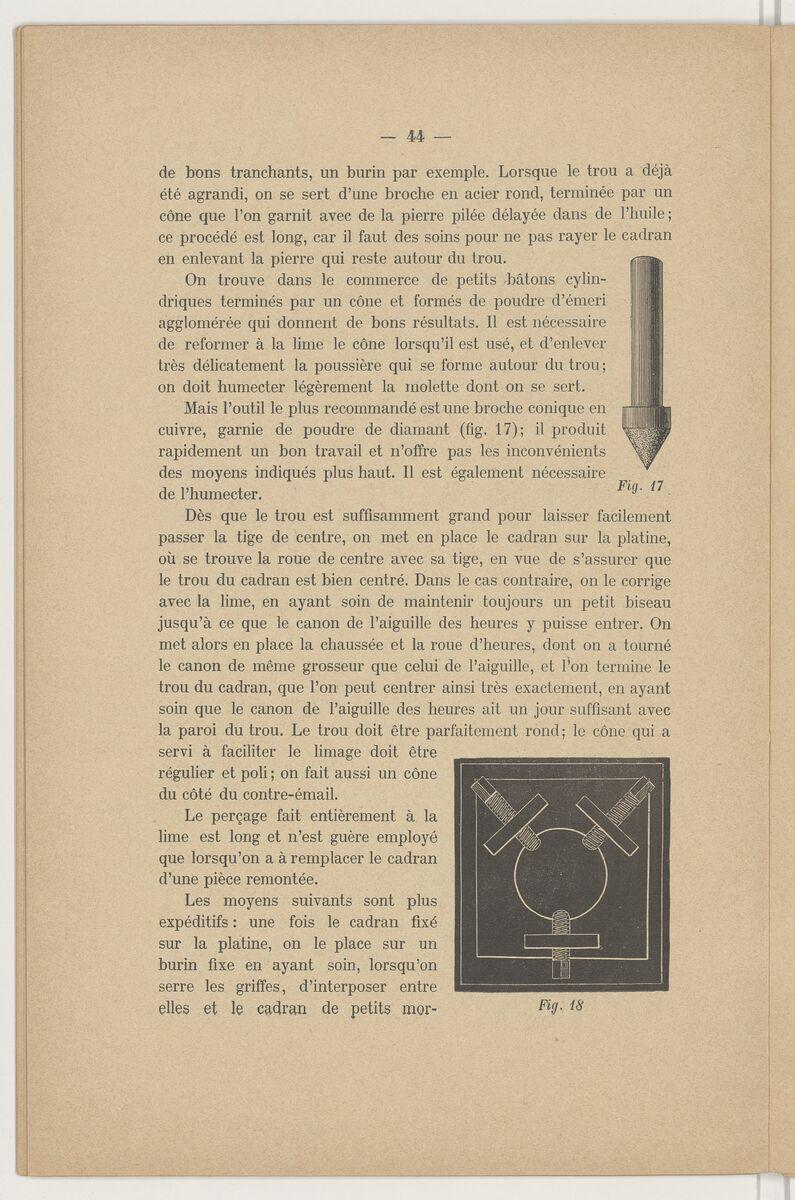 — 44 —
de bons tranchants, un burin par exemple. Lorsque le trou a déjà
été agrandi, on se sert d'une broche en acier rond, terminée par un
cône que l'on garnit avec de la pierre pilée délayée dans de l'huile;
ce procédé est long, car il faut des soins pour ne pas rayer le cadran
en enlevant la pierre qui reste autour du trou.
On trouve dans le commerce de petits bâtons cylin-
driques terminés par un cône et formés de poudre d'émeri
agglomérée qui donnent de bons résultats. Il est nécessaire
de reformer à la lime le cône lorsqu'il est usé, et d'enlever
très délicatement la poussière qui se forme autour du trou;
on doit humecter légèrement la molette dont on se sert.
Mais l'outil le plus recommandé est une broche conique en
cuivre, garnie de poudre de diamant (fig. 17); il produit
rapidement un bon travail et n'offre pas les inconvénients
des moyens indiqués plus haut. Il est également nécessaire
de l'humecter.
Fig. 17
Dès que le trou est suffisamment grand pour laisser facilement
passer la tige de centre, on met en place le cadran sur la platine,
où se trouve la roue de centre avec sa tige, en vue de s'assurer que
le trou du cadran est bien centré. Dans le cas contraire, on le corrige
avec la lime, en ayant soin de maintenir toujours un petit biseau
jusqu'à ce que le canon de l'aiguille des heures y puisse entrer. On
met alors en place la chaussée et la roue d'heures, dont on a tourné
le canon de même grosseur que celui de l'aiguille, et l'on termine le
trou du cadran, que l'on peut centrer ainsi très exactement, en ayant
soin que le canon de l'aiguille des heures ait un jour suffisant avec
la paroi du trou. Le trou doit être parfaitement rond; le cône qui a
servi à faciliter le limage doit être
régulier et poli; on fait aussi un cône
du côté du contre-émail.
Le perçage fait entièrement à la
lime est long et n'est guère employé
que lorsqu'on a à remplacer le cadran
d'une pièce remontée.
Les moyens suivants sont plus
expéditifs: une fois le cadran fixé
sur la platine, on le place sur un
burin fixe en ayant soin, lorsqu'on
serre les griffes, d'interposer entre
elles et le cadran de petits mor-
Fig. 18